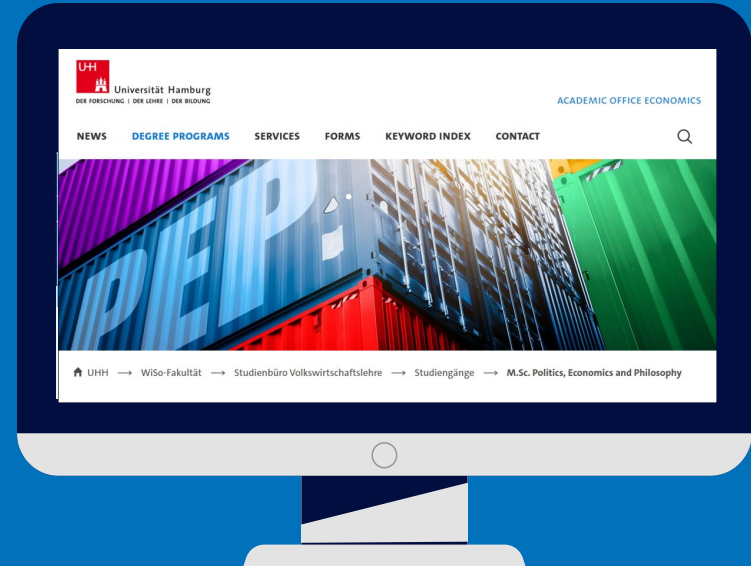 UHH
Universität Hamburg
DER FORSCHUNG | DER LEHRE | DER BILDUNG
ACADEMIC OFFICE ECONOMICS
NEWS DEGREE PROGRAMS SERVICES FORMS KEYWORD INDEX CONTACT
PEP:
UHH → WiSo-Fakultät → Studienbüro Volkswirtschaftslehre → Studiengänge → M.Sc. Politics, Economics and Philosophy